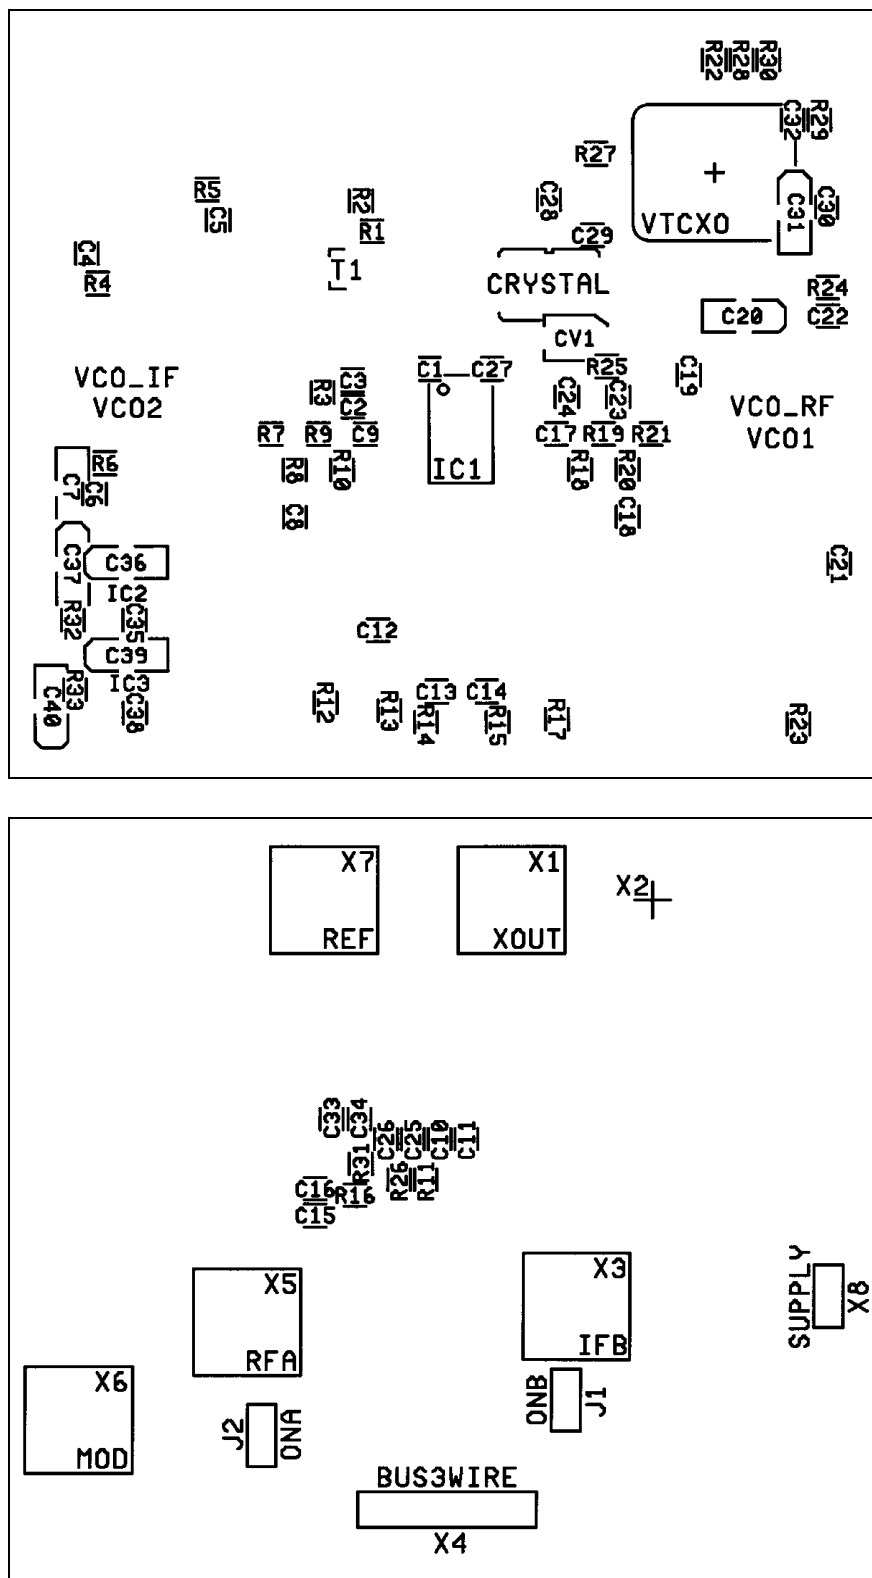 R22
R28
R30
C32
R29
R27
VTCXO
C31
C30
R5
C5
R2
R1
C28
C29
C4
R4
T1
CRYSTAL
CV1
R24
C20
C22
VCO_IF
VCO2
C3
R3
C2
C1
C27
R25
C24
C23
C19
VCO_RF
VCO1
R7
R9
C9
C17
R19
R21
R6
C7
C6
R8
R10
IC1
R18
R20
C8
C18
C37
C36
C21
IC2
R32
C35
C12
C39
IC3
R33
C40
C38
R12
R13
C13
C14
R14
R15
R17
R23
X7
REF
X1
XOUT
X2
C33
C34
C26
C25
C10
C11
R31
R26
R11
C16
R16
C15
X5
RFA
X3
IFB
SUPPLY
X8
X6
MOD
J2
ONA
ONB
J1
BUS3WIRE
X4